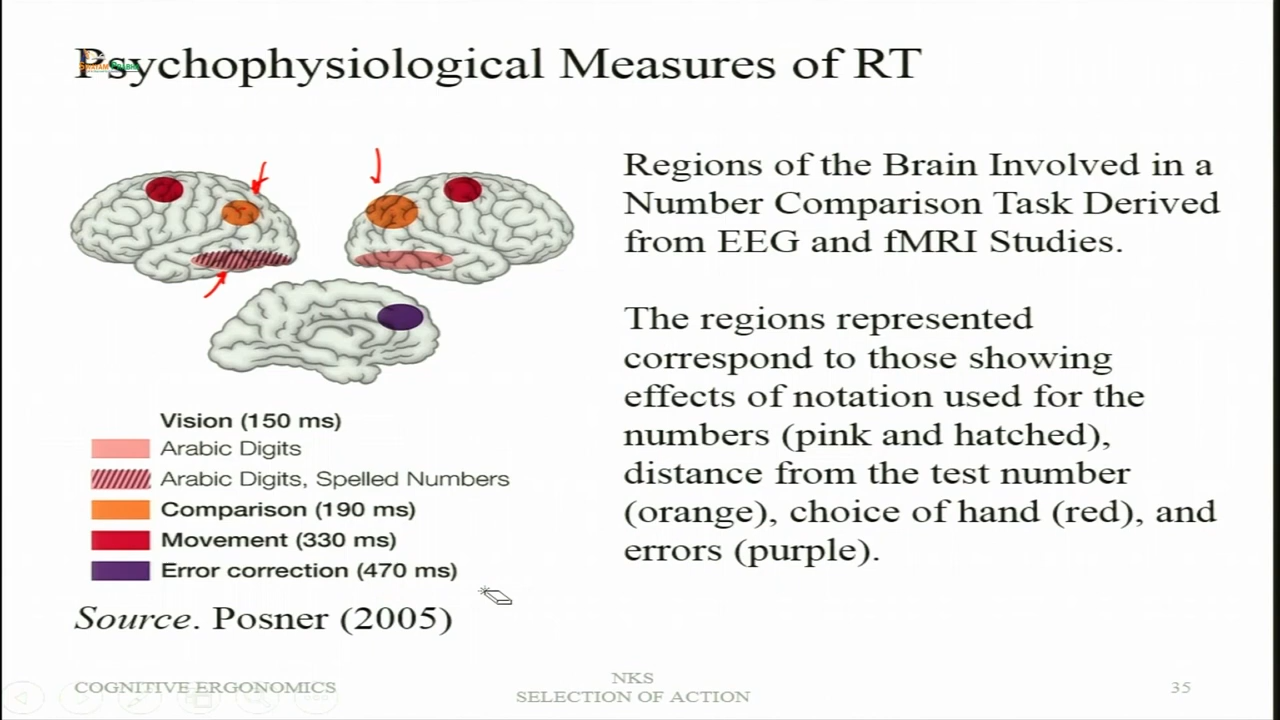 Psychophysiological Measures of RT
Regions of the Brain Involved in a
Number Comparison Task Derived
from EEG and fMRI Studies.
The regions represented
correspond to those showing
effects of notation used for the
numbers (pink and hatched),
distance from the test number
(orange), choice of hand (red), and
errors (purple).
Vision (150 ms)
Arabic Digits
Arabic Digits, Spelled Numbers
Comparison (190 ms)
Movement (330 ms)
Error correction (470 ms)
Source. Posner (2005)
COGNITIVE ERGONOMICS
NKS
SELECTION OF ACTION
35